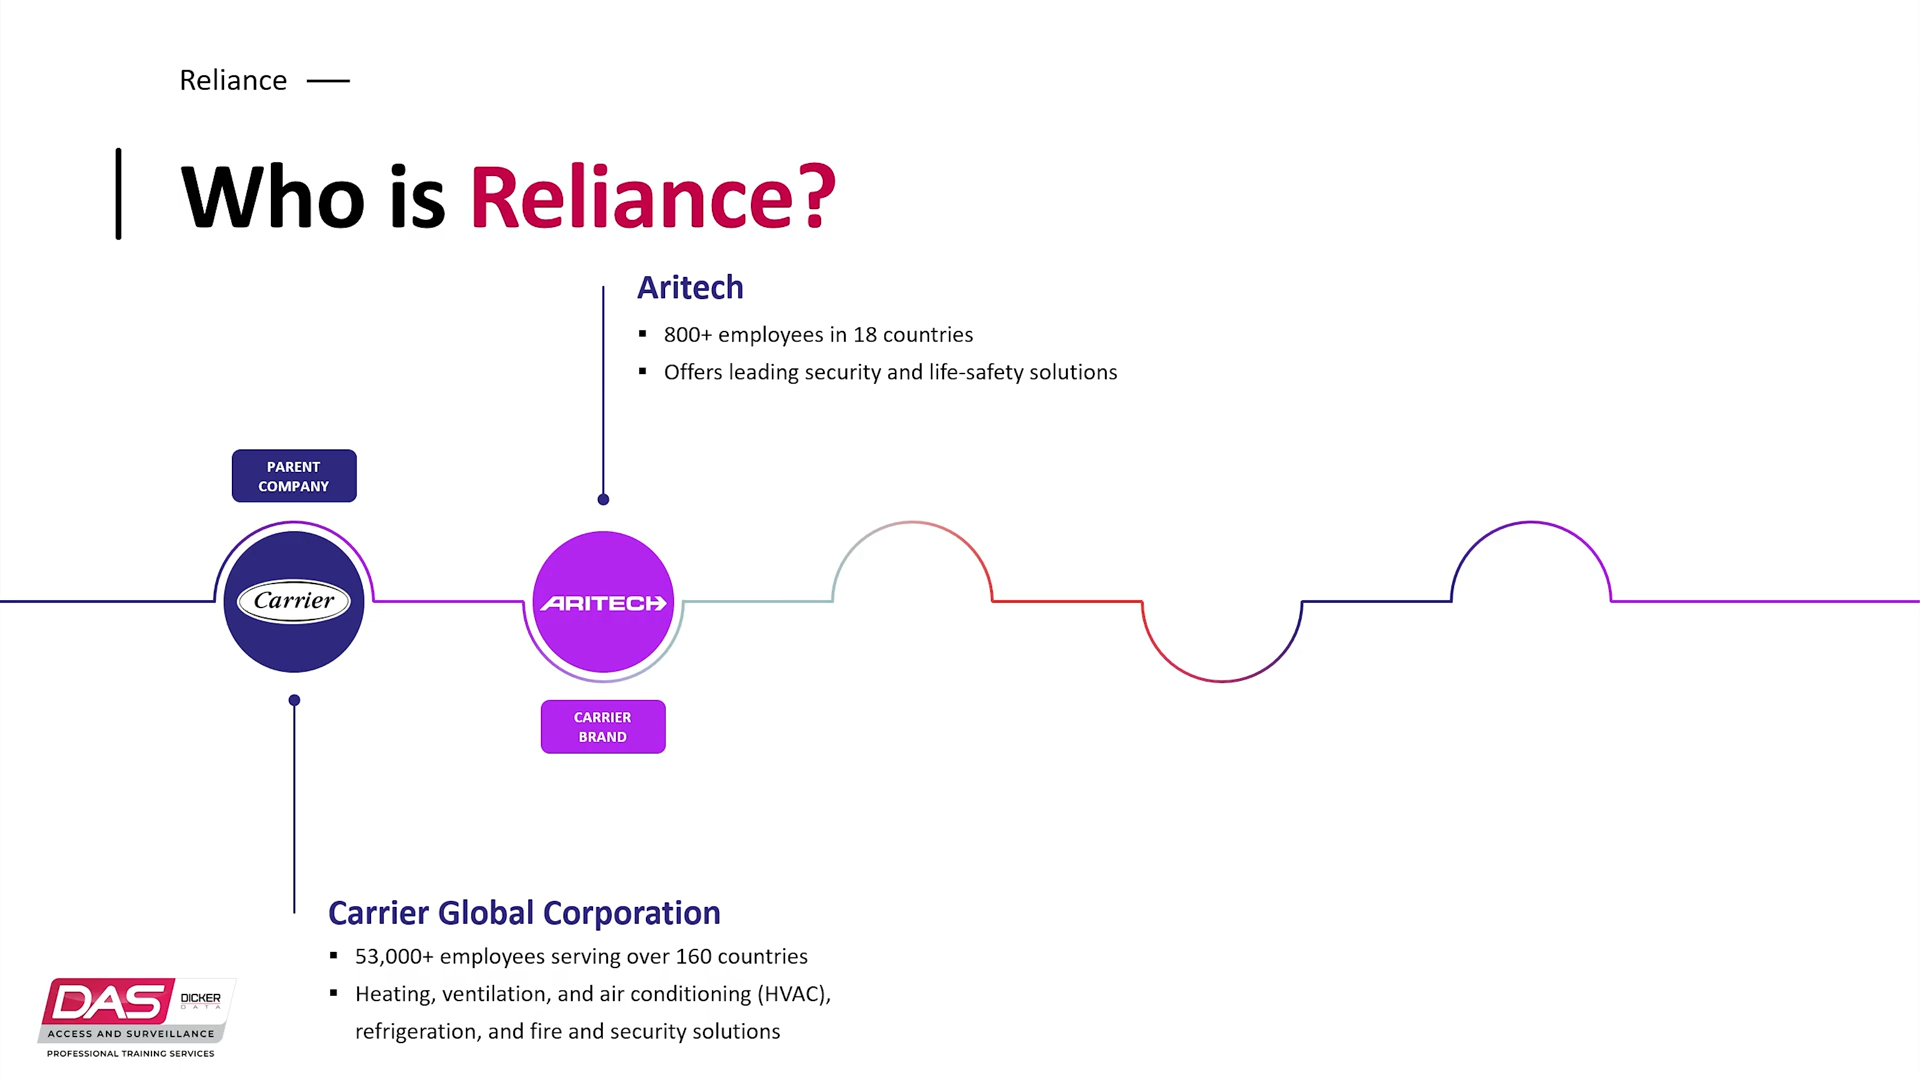 Reliance
Who is Reliance?
Aritech
▪ 800+ employees in 18 countries
▪ Offers leading security and life-safety solutions
PARENT
COMPANY
Carrier
ARITECH
CARRIER
BRAND
Carrier Global Corporation
▪ 53,000+ employees serving over 160 countries
▪ Heating, ventilation, and air conditioning (HVAC),
refrigeration, and fire and security solutions
DAS
DICKER
DATA
ACCESS AND SURVEILLANCE
PROFESSIONAL TRAINING SERVICES